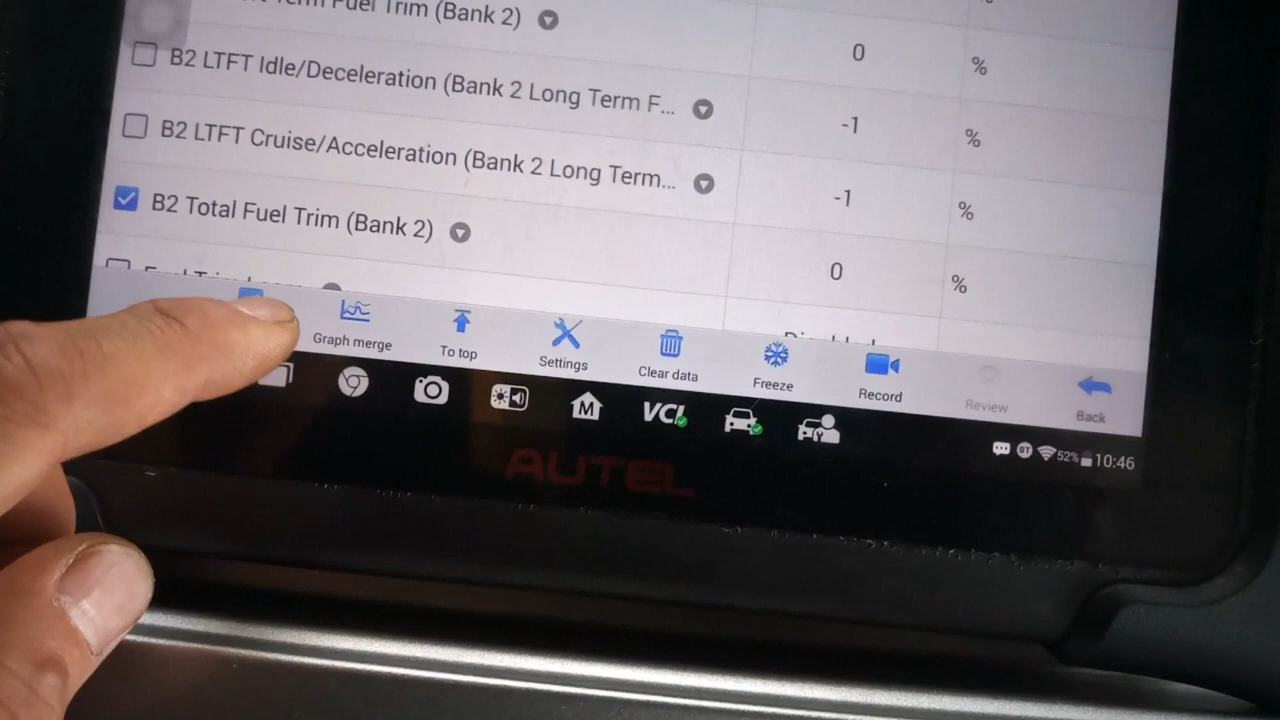 Term Fuel Trim (Bank 2) 0 %
B2 LTFT Idle/Deceleration (Bank 2 Long Term F... -1 %
B2 LTFT Cruise/Acceleration (Bank 2 Long Term... -1 %
B2 Total Fuel Trim (Bank 2) 0 %
Graph merge
To top
Settings
Clear data
Freeze
Record
Review
Back
M
VCI
BT 52% 10:46
AUTEL